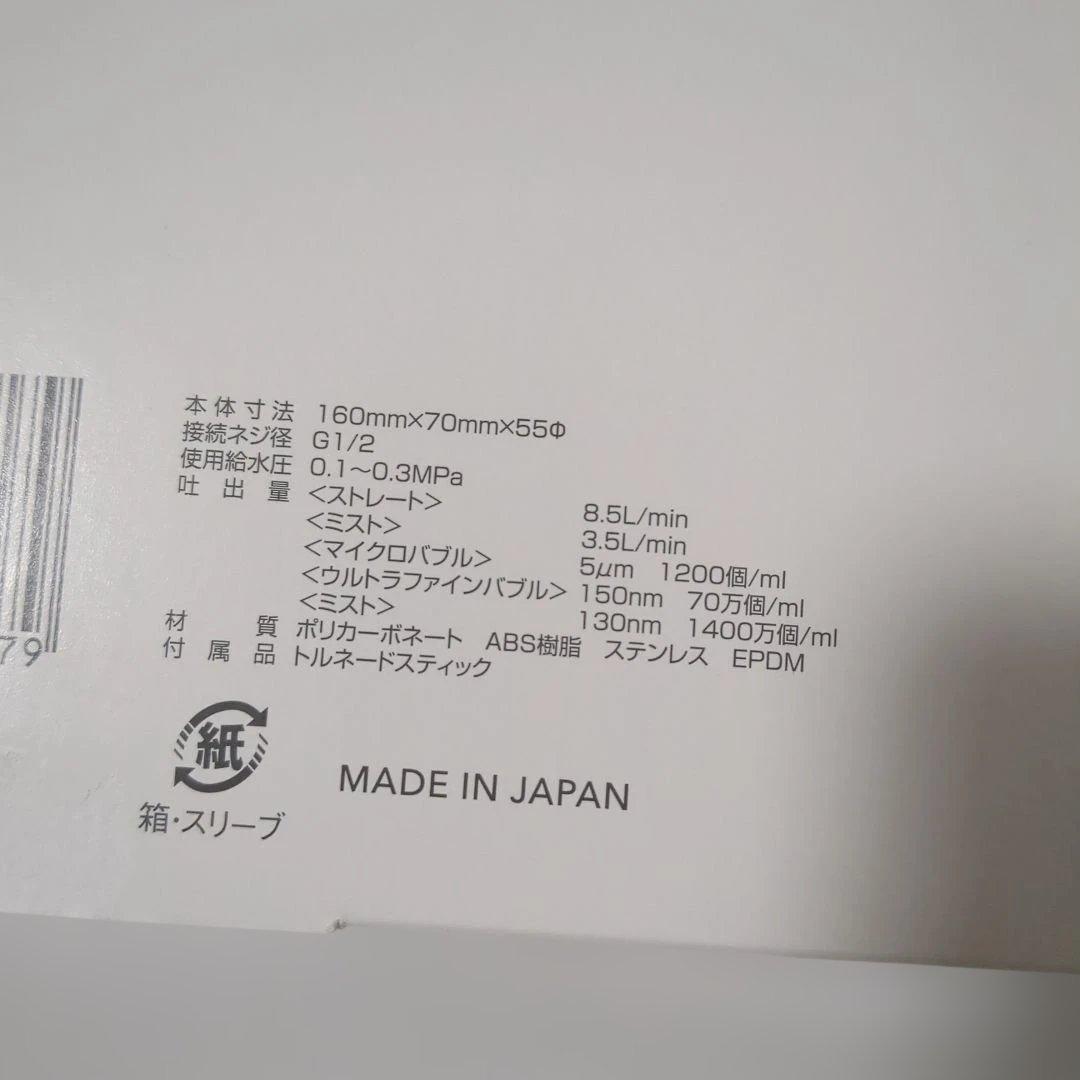 本体寸法 160mm×70mm×55Φ
接続ネジ径 G1/2
使用給水圧 0.1〜0.3MPa
吐出量 <ストレート> 8.5L/min
<ミスト> 3.5L/min
<マイクロバブル> 5μm 1200個/ml
<ウルトラファインバブル> 150nm 70万個/ml
<ミスト> 130nm 1400万個/ml
材質 ポリカーボネート ABS樹脂 ステンレス EPDM
付属品 トルネードスティック
79
紙
箱・スリーブ
MADE IN JAPAN